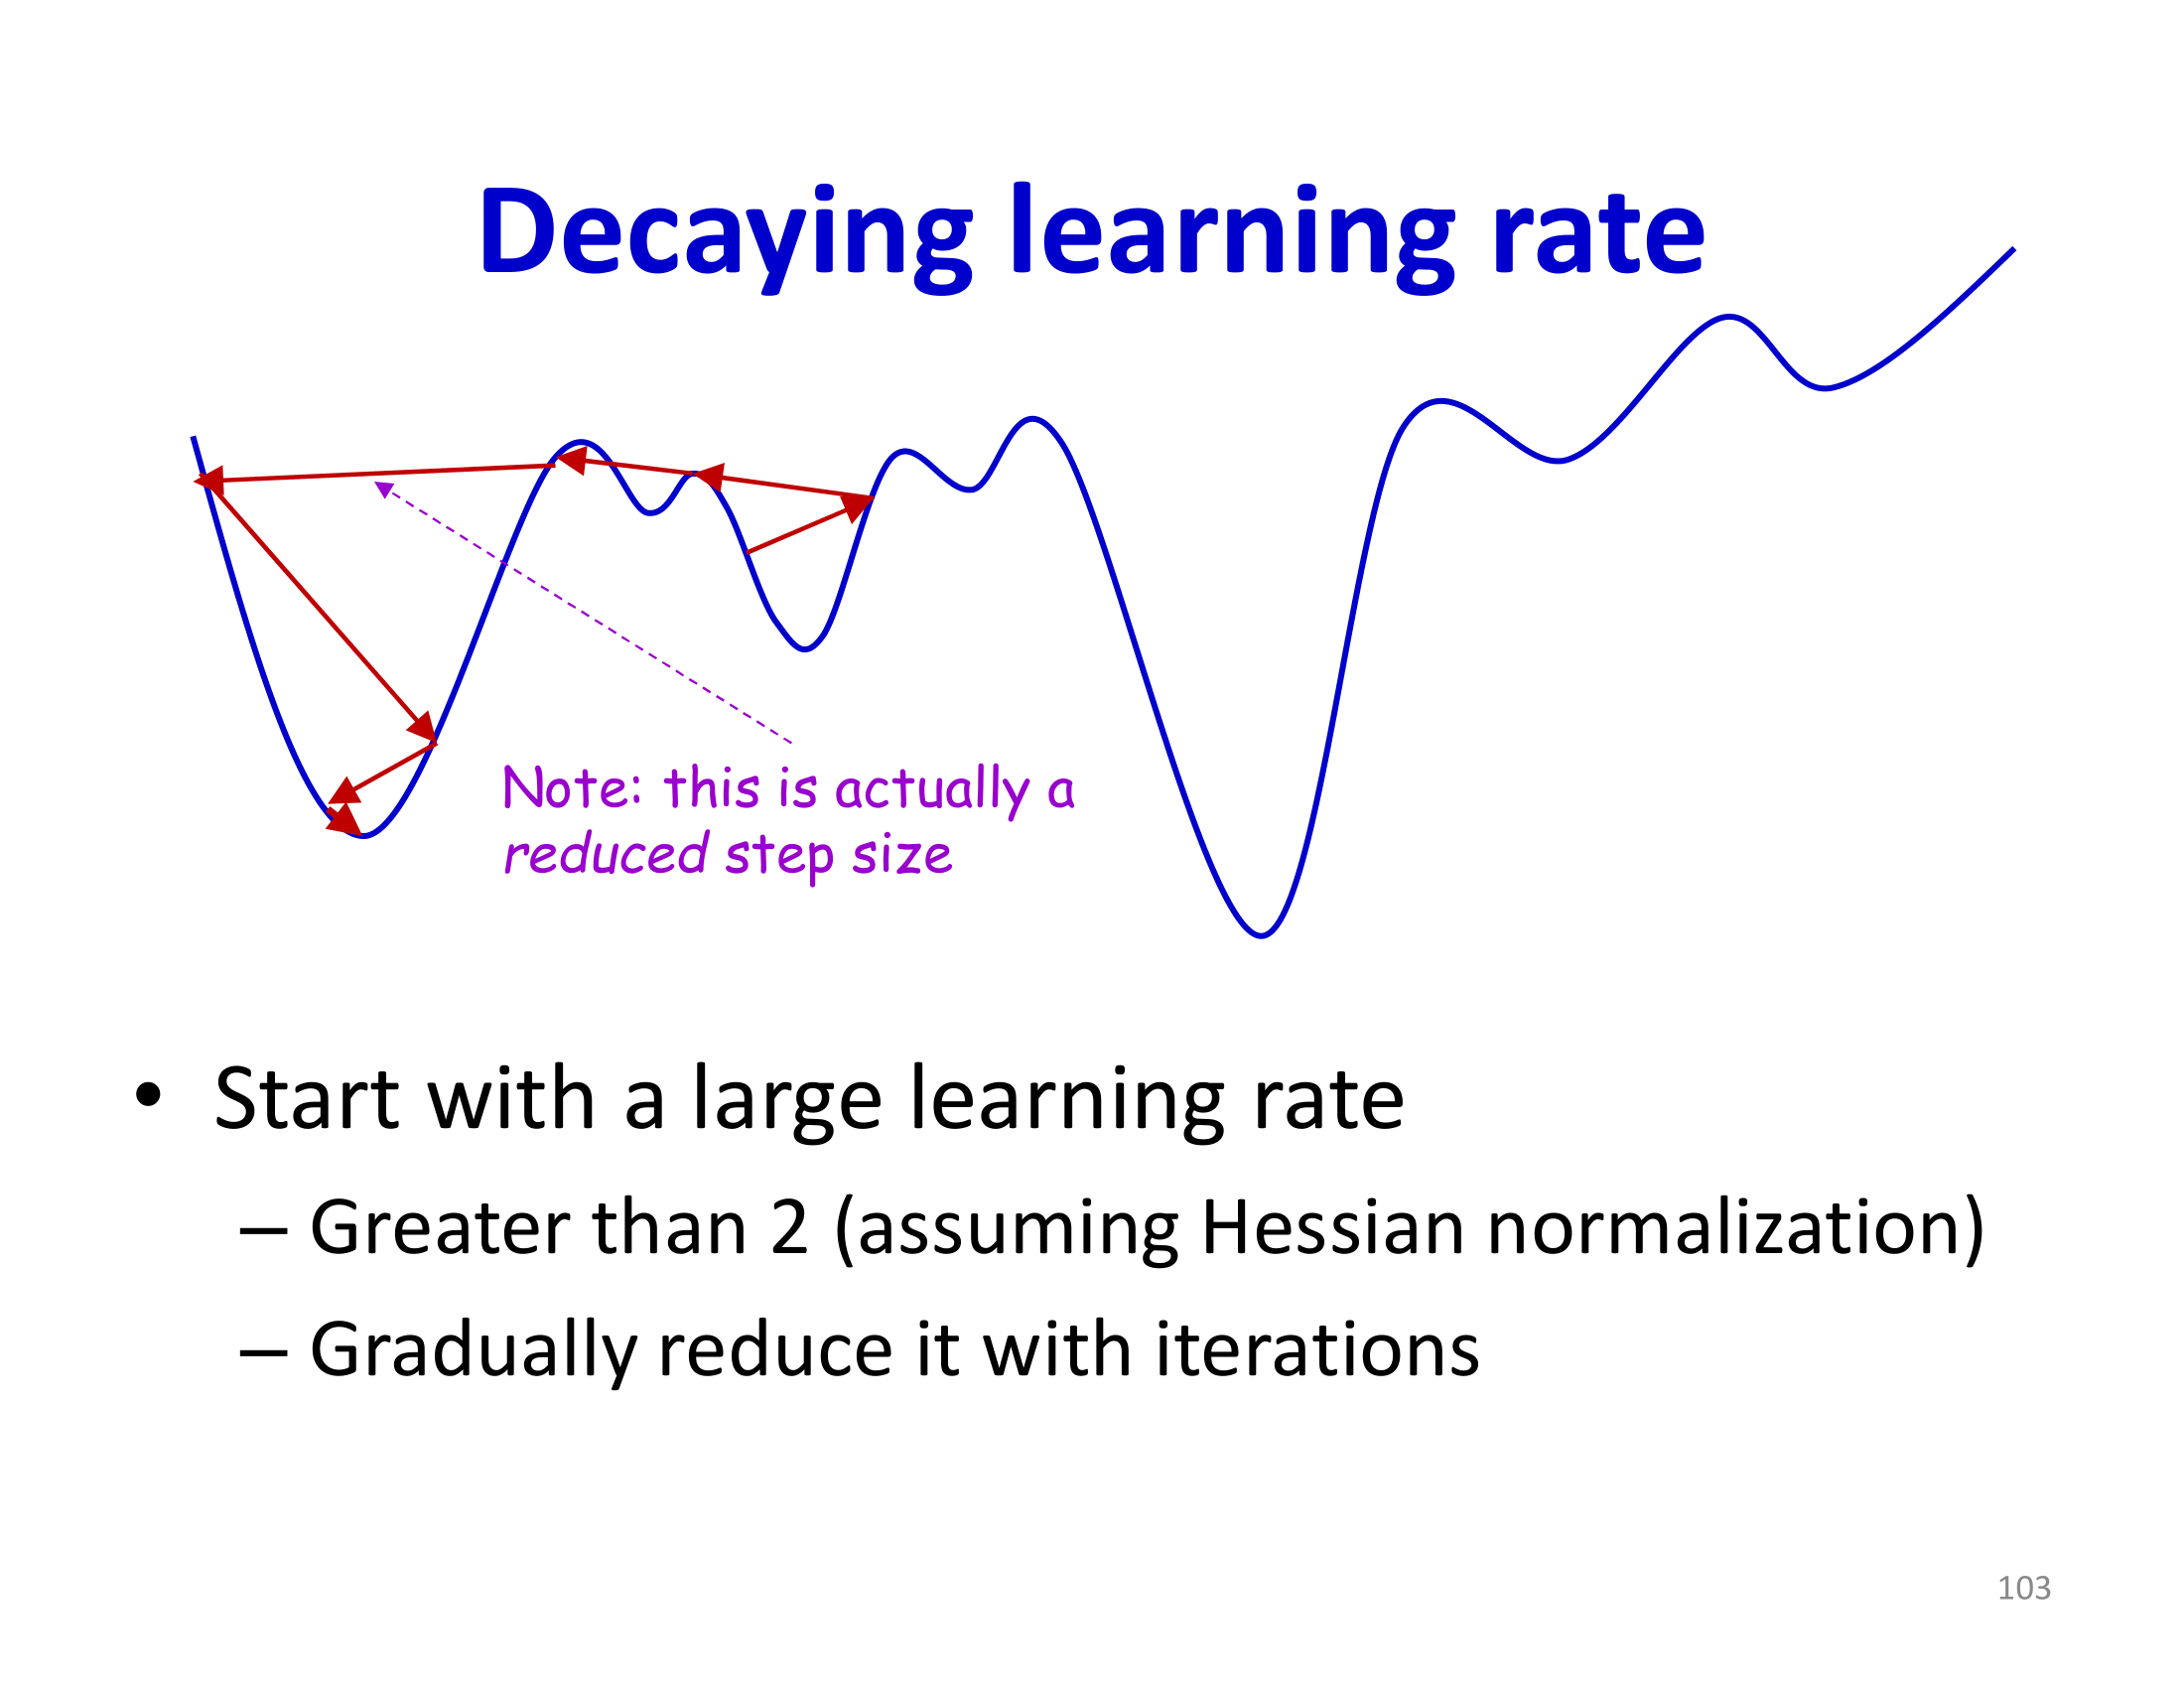 Decaying learning rate
Note: this is actually a
reduced step size
• Start with a large learning rate
– Greater than 2 (assuming Hessian normalization)
– Gradually reduce it with iterations
103